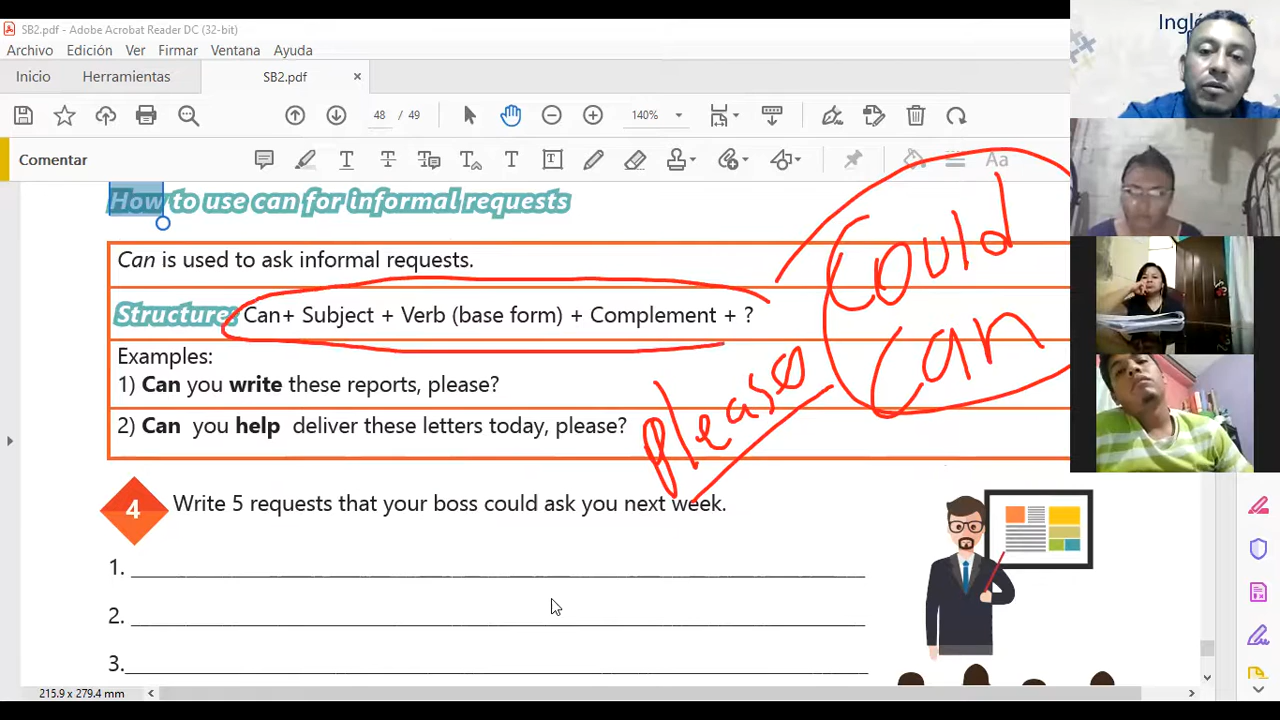 SB2.pdf - Adobe Acrobat Reader DC (32-bit)
Archivo Edición Ver Firmar Ventana Ayuda
Inicio Herramientas SB2.pdf ×
48 / 49 140%
Comentar
Aa
How to use can for informal requests
Can is used to ask informal requests.
Structure: Can+ Subject + Verb (base form) + Complement + ?
Examples:
1) Can you write these reports, please?
2) Can you help deliver these letters today, please?
Could
Can
please
4 Write 5 requests that your boss could ask you next week.
1.
2.
3.
215.9 x 279.4 mm